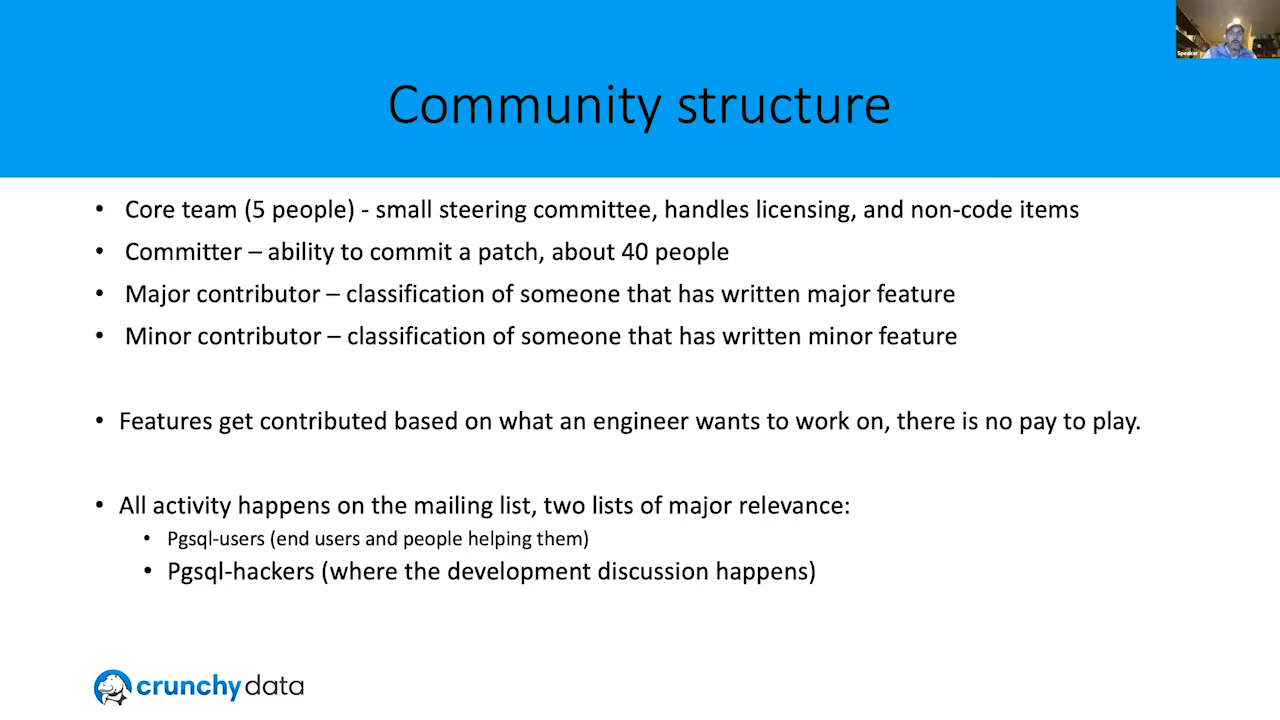 Speaker
Community structure
• Core team (5 people) - small steering committee, handles licensing, and non-code items
• Committer – ability to commit a patch, about 40 people
• Major contributor – classification of someone that has written major feature
• Minor contributor – classification of someone that has written minor feature
• Features get contributed based on what an engineer wants to work on, there is no pay to play.
• All activity happens on the mailing list, two lists of major relevance:
• Pgsql-users (end users and people helping them)
• Pgsql-hackers (where the development discussion happens)
crunchy data